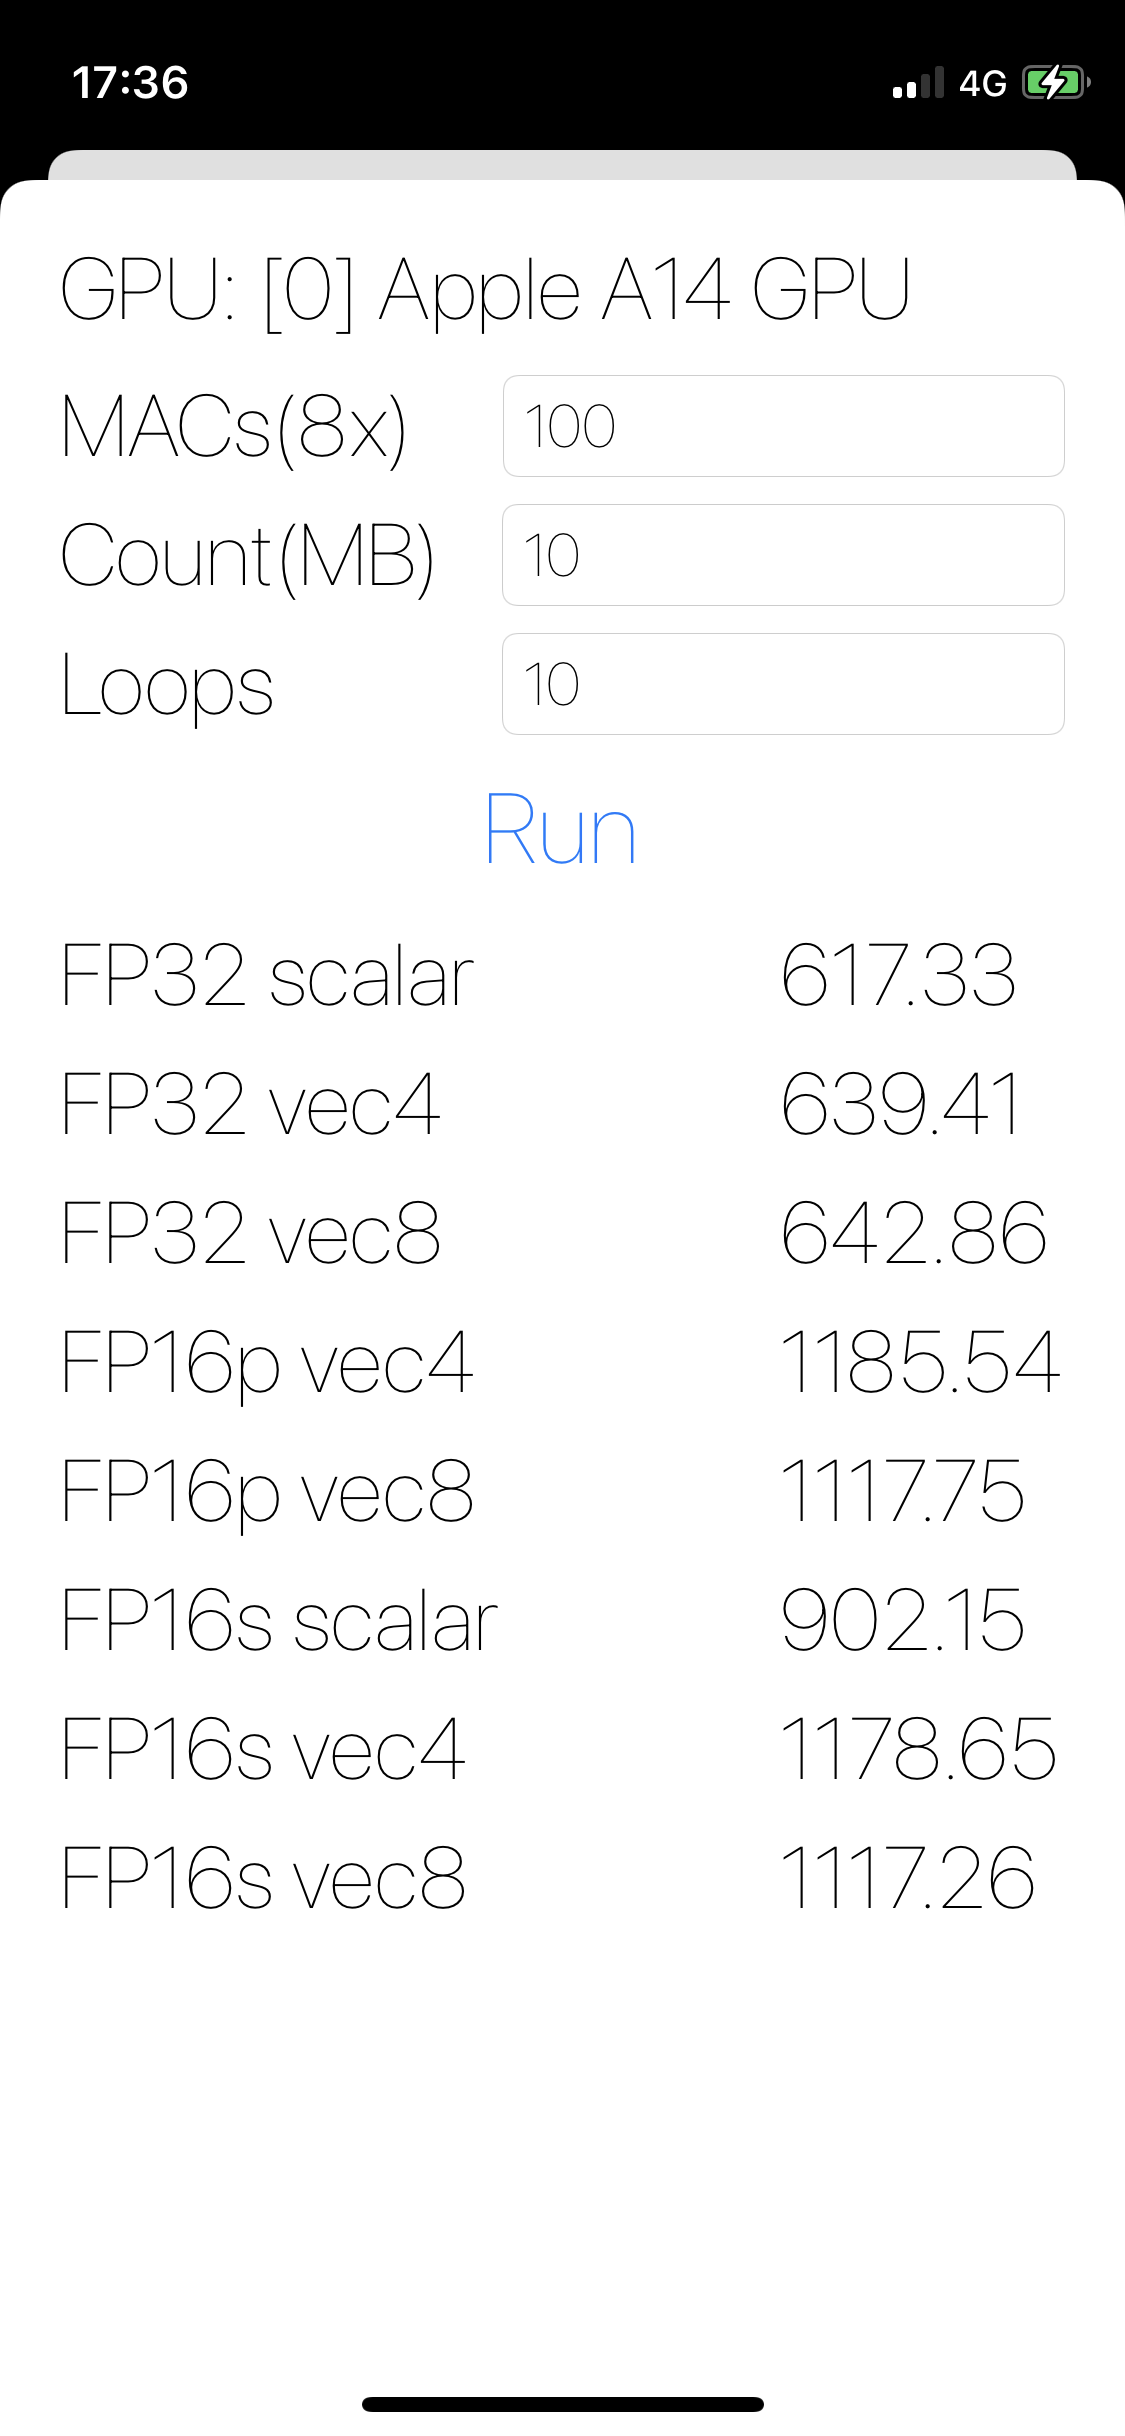 17:36 4G
GPU: [0] Apple A14 GPU
MACs(8x) 100
Count(MB) 10
Loops 10
Run
FP32 scalar 617.33
FP32 vec4 639.41
FP32 vec8 642.86
FP16p vec4 1185.54
FP16p vec8 1117.75
FP16s scalar 902.15
FP16s vec4 1178.65
FP16s vec8 1117.26